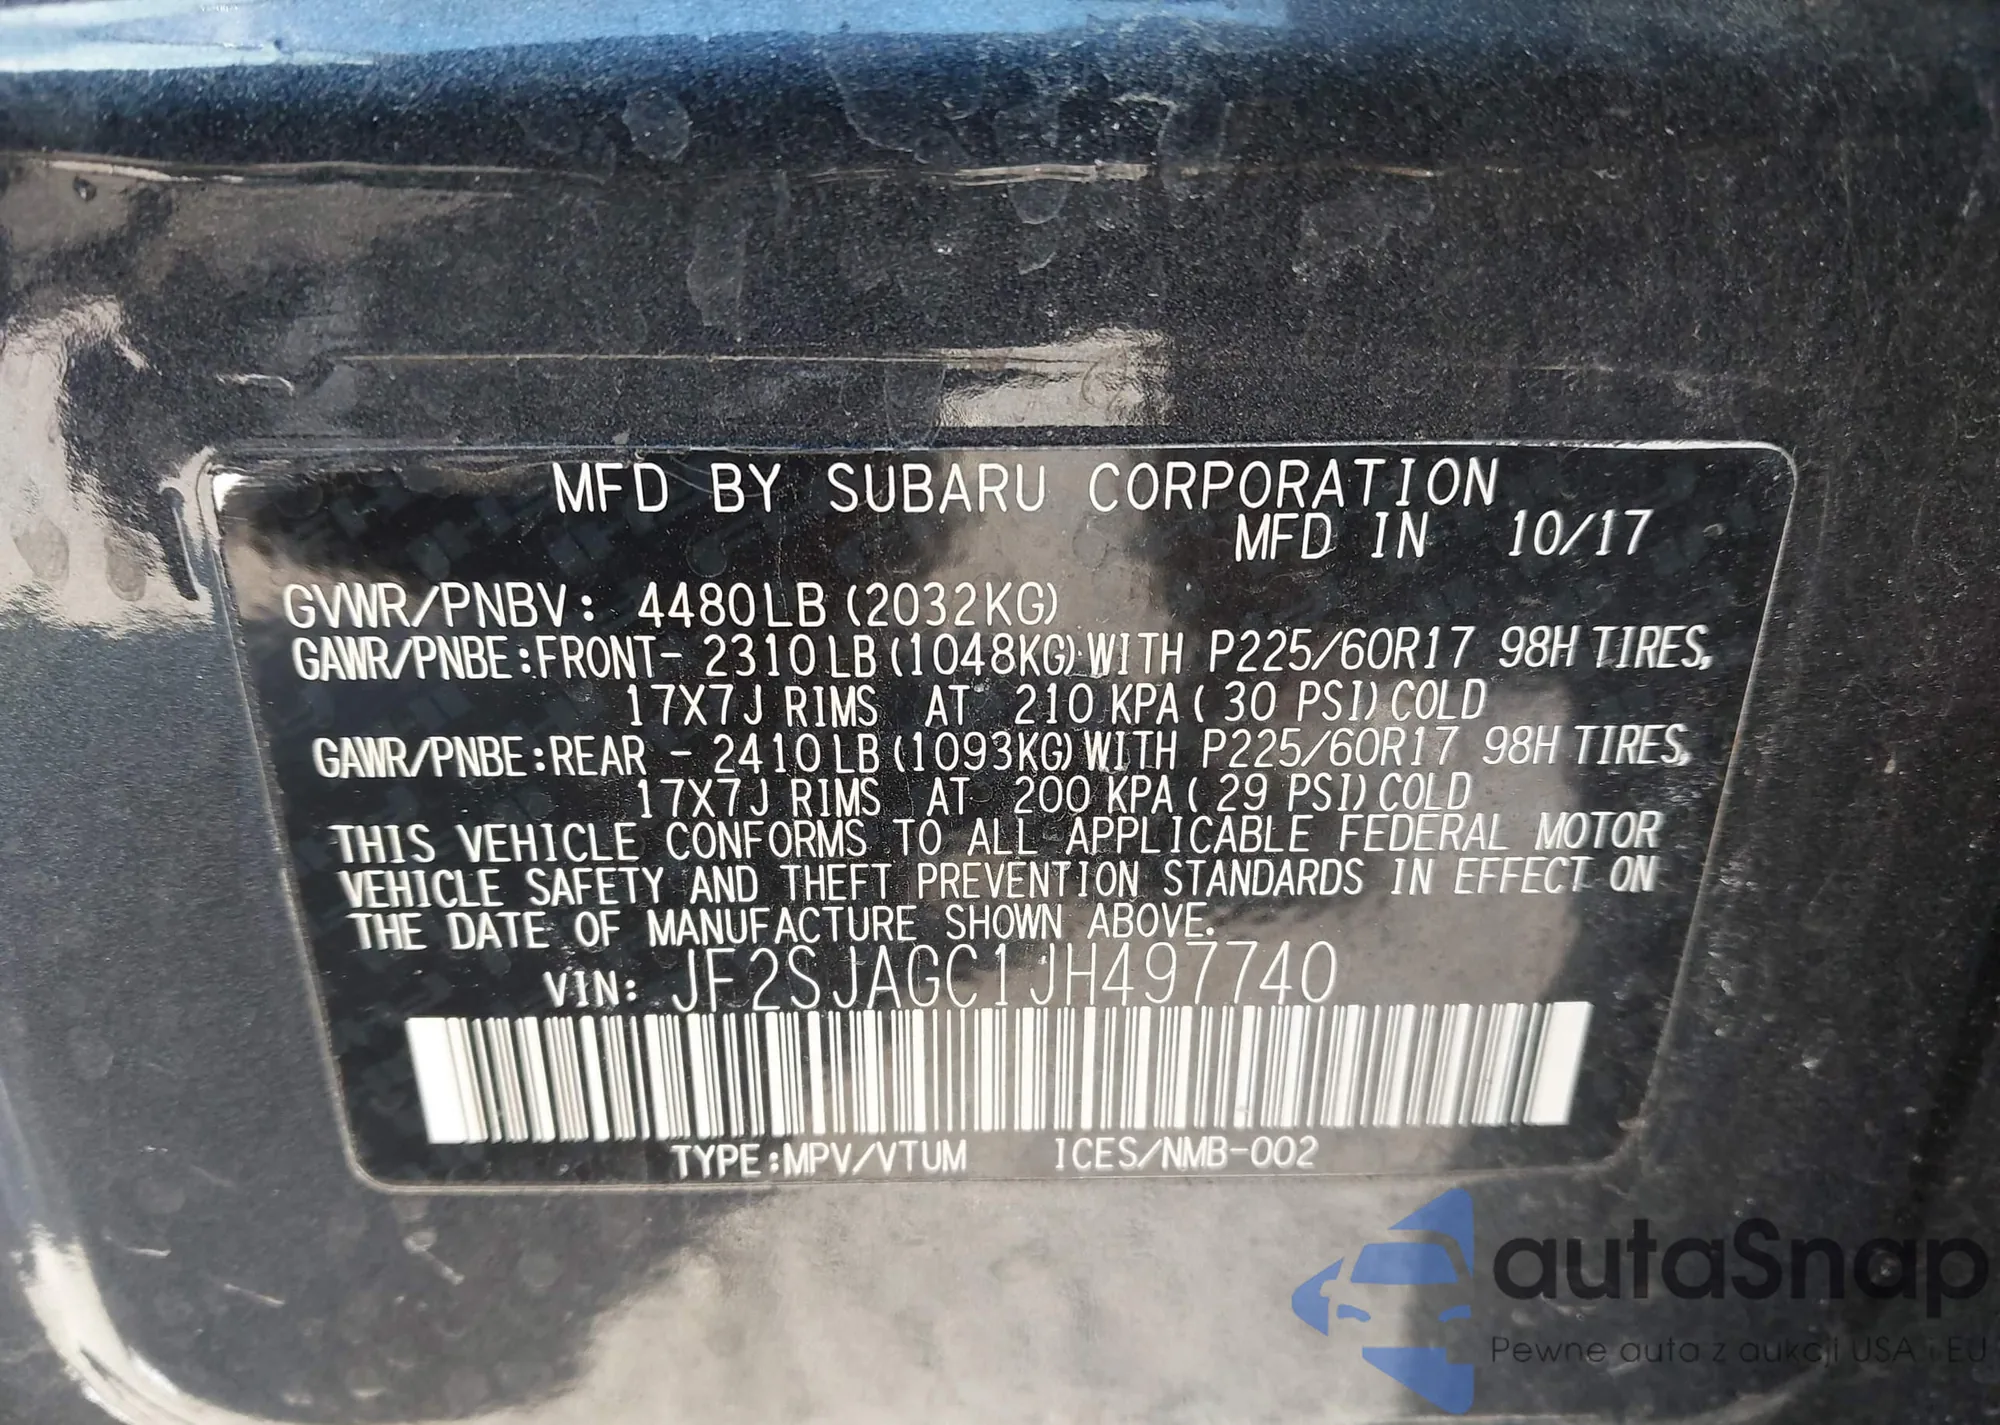 MFD BY SUBARU CORPORATION
MFD IN 10/17
GVWR/PNBV: 4480LB (2032KG)
GAWR/PNBE:FRONT- 2310LB (1048KG) WITH P225/60R17 98H TIRES,
17X7J RIMS AT 210 KPA ( 30 PSI) COLD
GAWR/PNBE:REAR - 2410LB (1093KG) WITH P225/60R17 98H TIRES,
17X7J RIMS AT 200 KPA ( 29 PSI) COLD
THIS VEHICLE CONFORMS TO ALL APPLICABLE FEDERAL MOTOR
VEHICLE SAFETY AND THEFT PREVENTION STANDARDS IN EFFECT ON
THE DATE OF MANUFACTURE SHOWN ABOVE.
VIN: JF2SJAGC1JH497740
TYPE:MPV/VTUM ICES/NMB-002
autaSnap
Pewne auta z aukcji USA i EU